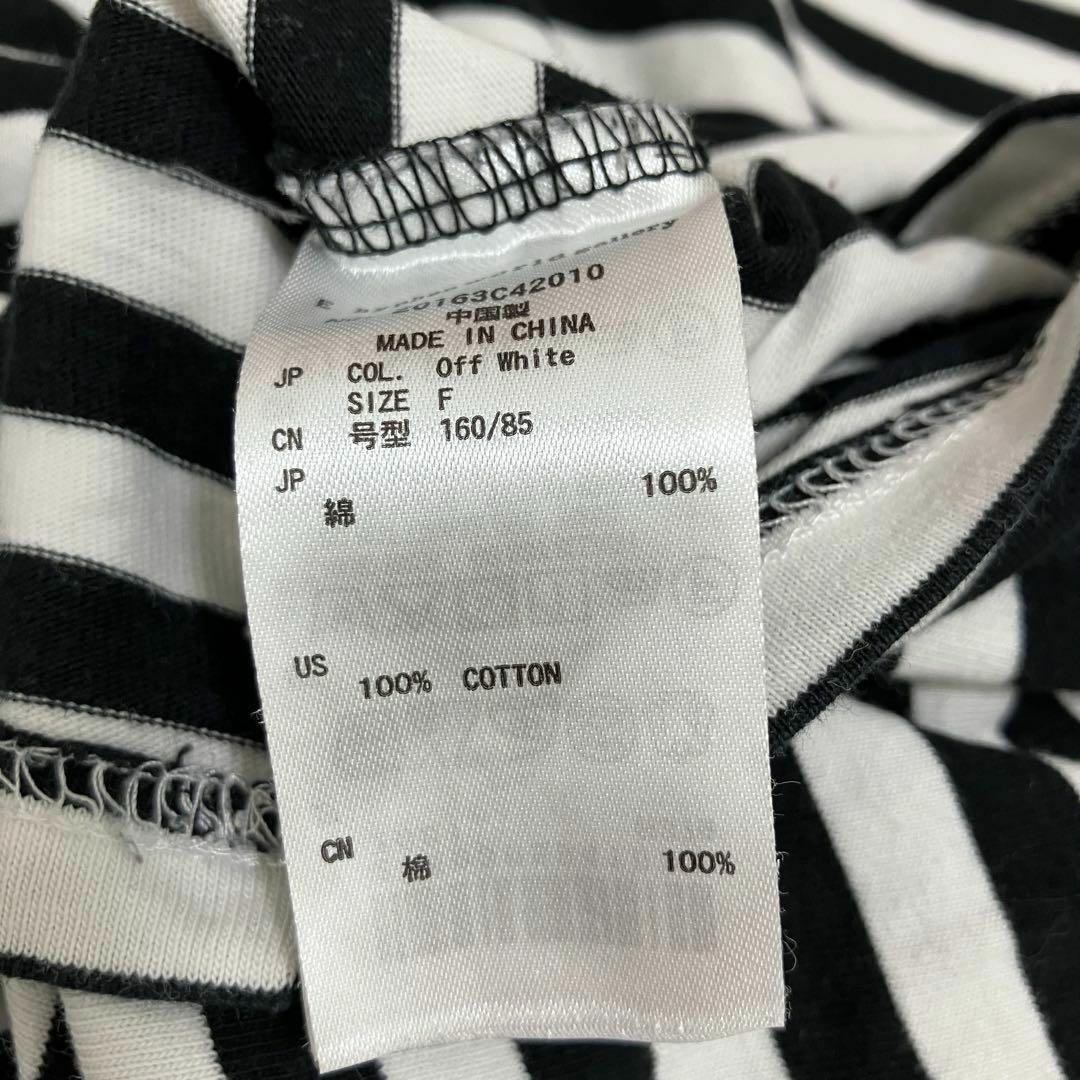 20163C42010
中国製
MADE IN CHINA
JP COL. Off White
SIZE F
CN 号型 160/85
JP
綿 100%
US 100% COTTON
CN 棉 100%